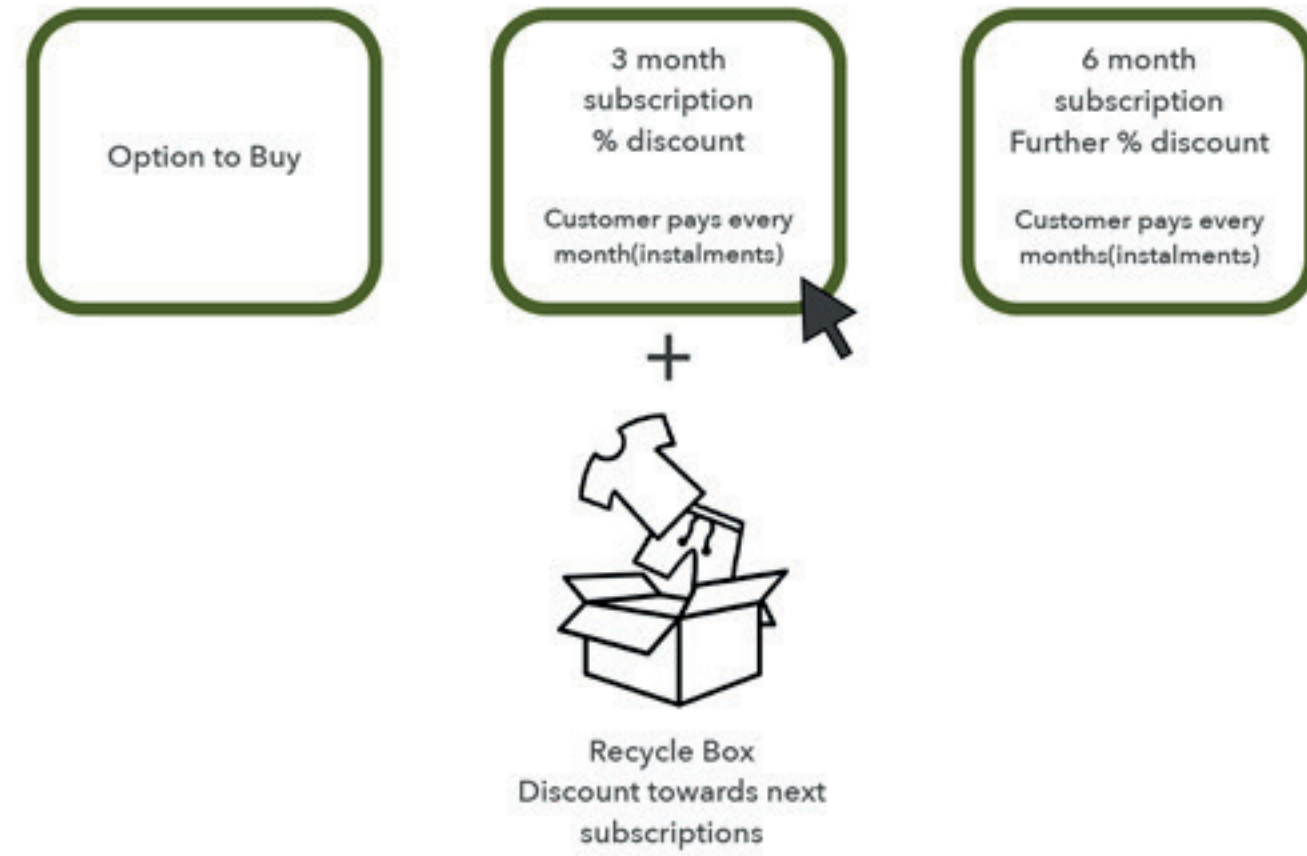 Option to Buy
3 month
subscription
% discount
Customer pays every
month(instalments)
6 month
subscription
Further % discount
Customer pays every
months(instalments)
+
Recycle Box
Discount towards next
subscriptions